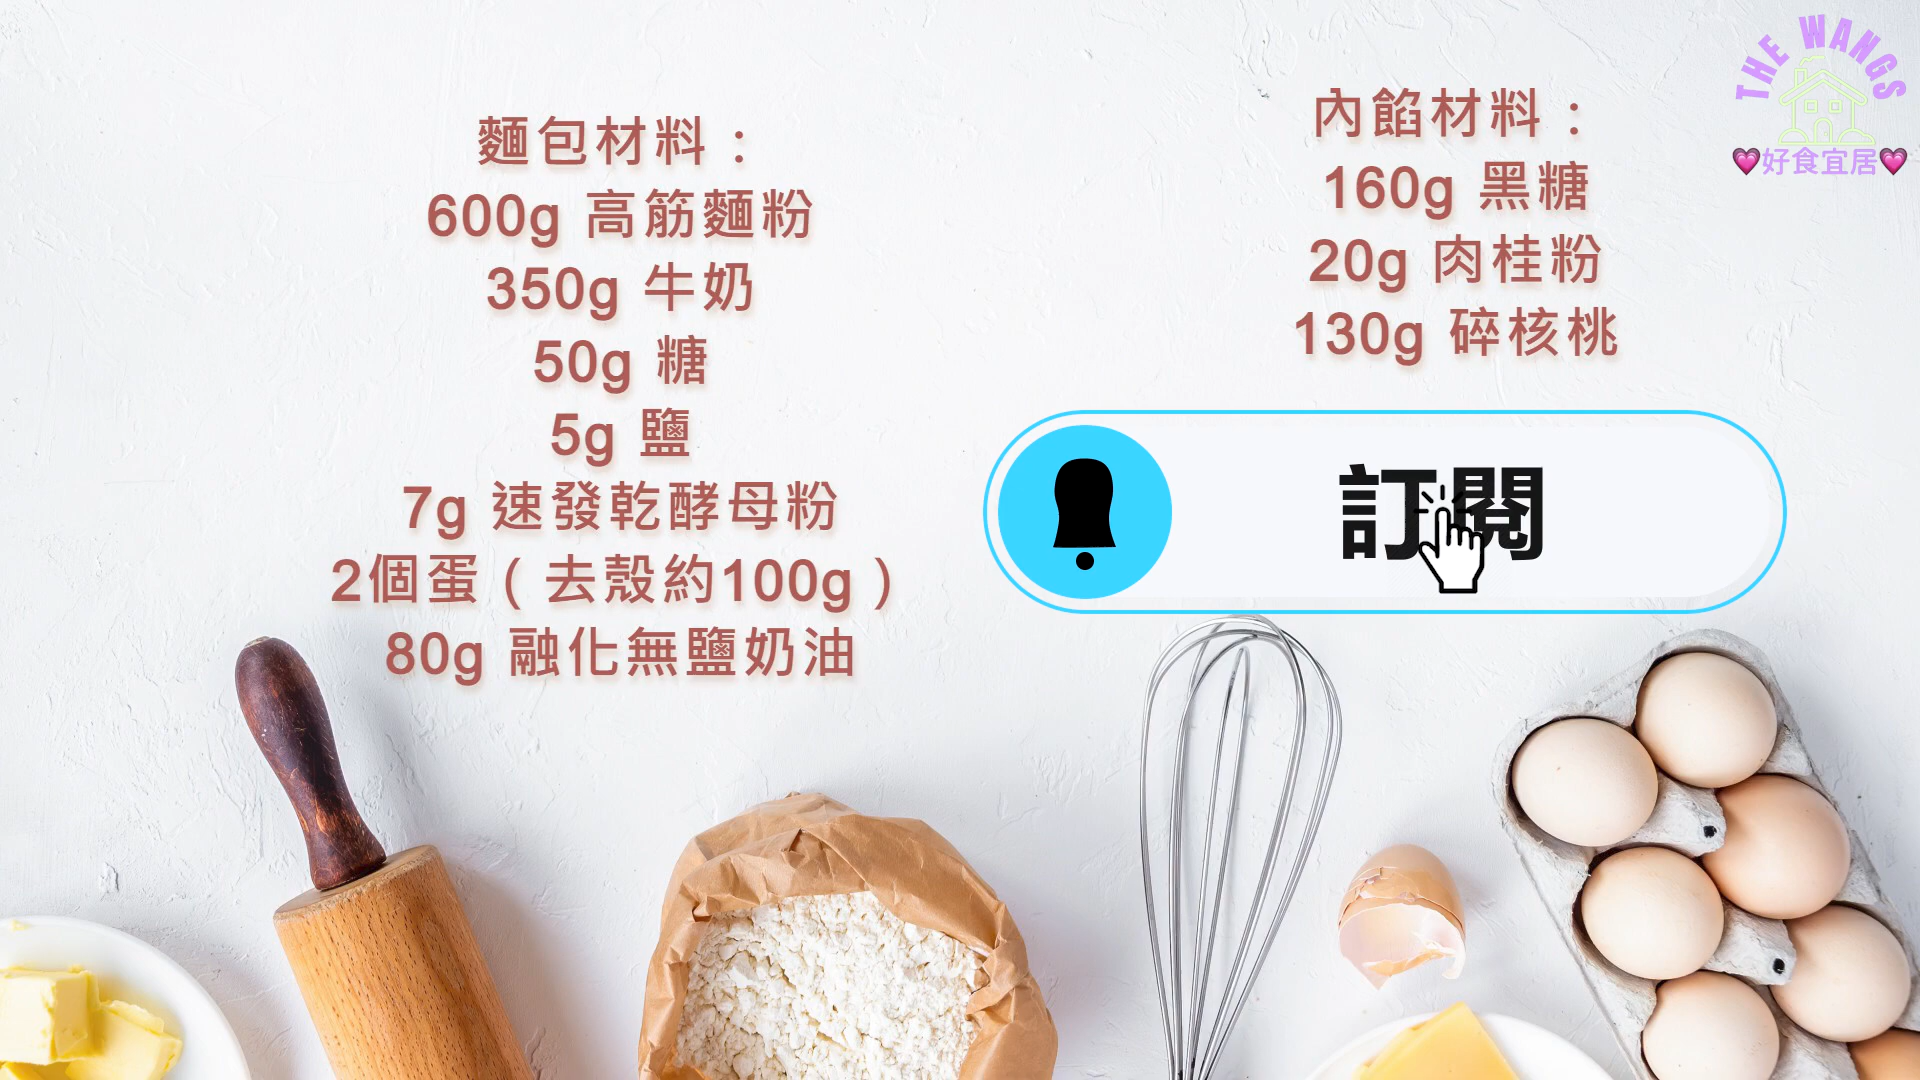 麵包材料：
600g 高筋麵粉
350g 牛奶
50g 糖
5g 鹽
7g 速發乾酵母粉
2個蛋（去殼約100g）
80g 融化無鹽奶油
內餡材料：
160g 黑糖
20g 肉桂粉
130g 碎核桃
訂閱
THE WANGS
💗好食宜居💗